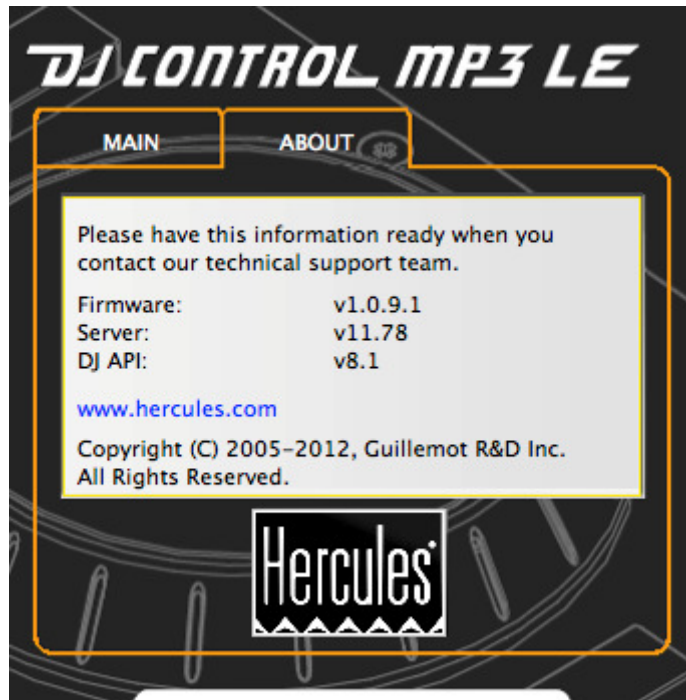 DJ CONTROL MP3 LE
MAIN ABOUT
Please have this information ready when you
contact our technical support team.
Firmware: v1.0.9.1
Server: v11.78
DJ API: v8.1
www.hercules.com
Copyright (C) 2005-2012, Guillemot R&D Inc.
All Rights Reserved.
Hercules